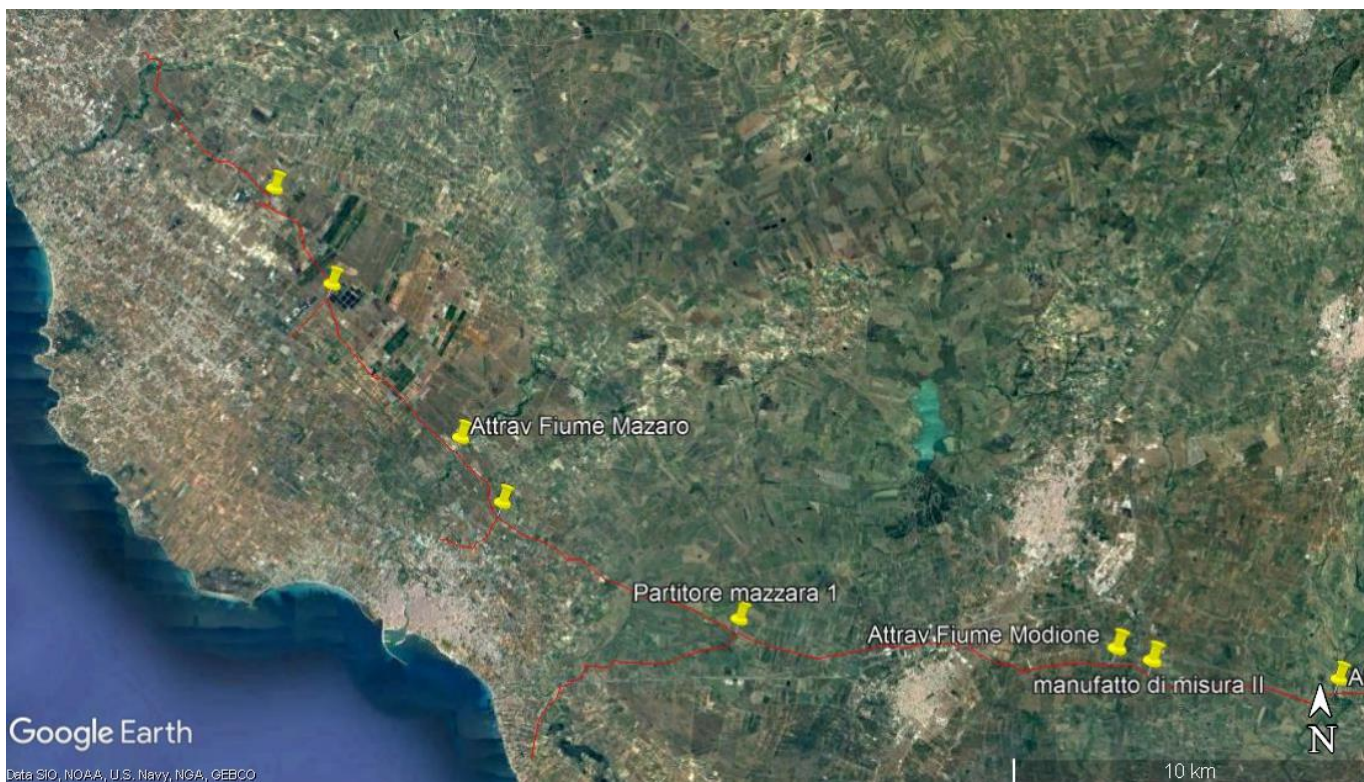 Attrav Fiume Mazaro
Partitore mazzara 1
Attrav Fiume Modione
manufatto di misura II
A
N
Google Earth
10 km
Data SIO, NOAA, U.S. Navy, NGA, GEBCO